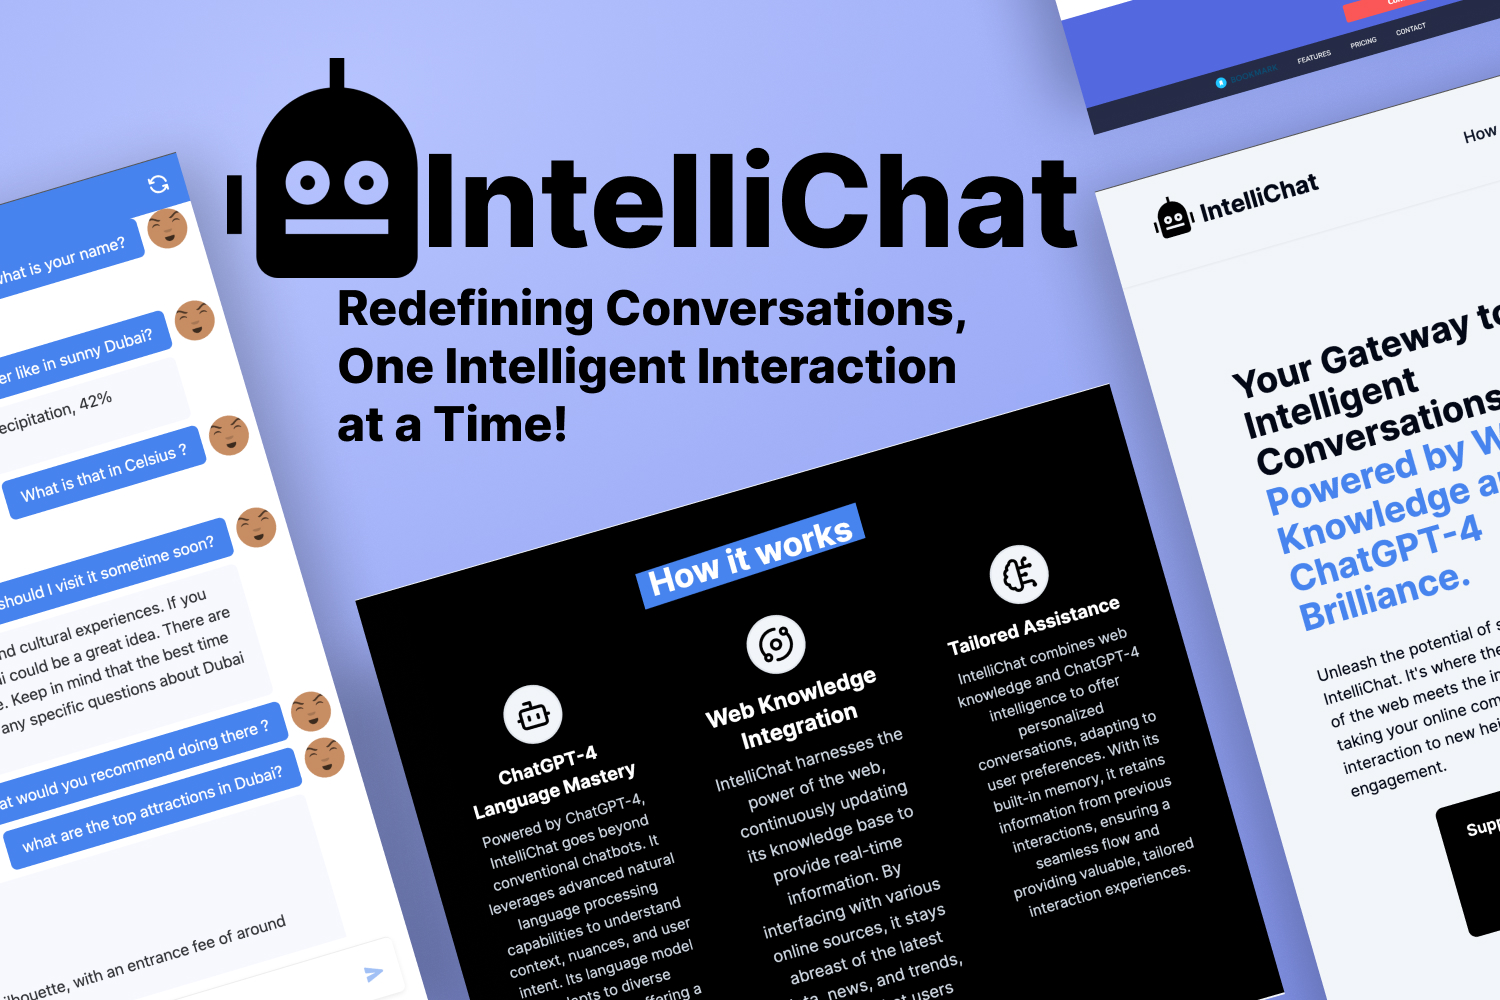 IntelliChat
Redefining Conversations,
One Intelligent Interaction
at a Time!
what is your name?
er like in sunny Dubai?
ecipitation, 42%
What is that in Celsius ?
should I visit it sometime soon?
nd cultural experiences. If you
could be a great idea. There are
Keep in mind that the best time
any specific questions about Dubai
would you recommend doing there ?
what are the top attractions in Dubai?
with an entrance fee of around
How it works
ChatGPT-4
Language Mastery
Powered by ChatGPT-4,
IntelliChat goes beyond
conventional chatbots. It
leverages advanced natural
language processing
capabilities to understand
context, nuances, and user
intent. Its language model
to diverse
offering a
Web Knowledge
Integration
IntelliChat harnesses the
power of the web,
continuously updating
its knowledge base to
provide real-time
information. By
interfacing with various
online sources, it stays
abreast of the latest
news, and trends,
users
Tailored Assistance
IntelliChat combines web
knowledge and ChatGPT-4
intelligence to offer
personalized
conversations, adapting to
user preferences. With its
built-in memory, it retains
information from previous
interactions, ensuring a
seamless flow and
providing valuable, tailored
interaction experiences.
BOOKMARK
FEATURES
PRICING
CONTACT
IntelliChat
How
Your Gateway to
Intelligent
Conversations
Powered by W
Knowledge a
ChatGPT-4
Brilliance.
Unleash the potential of s
IntelliChat. It's where the
of the web meets the in
taking your online com
interaction to new hei
engagement.
Supp